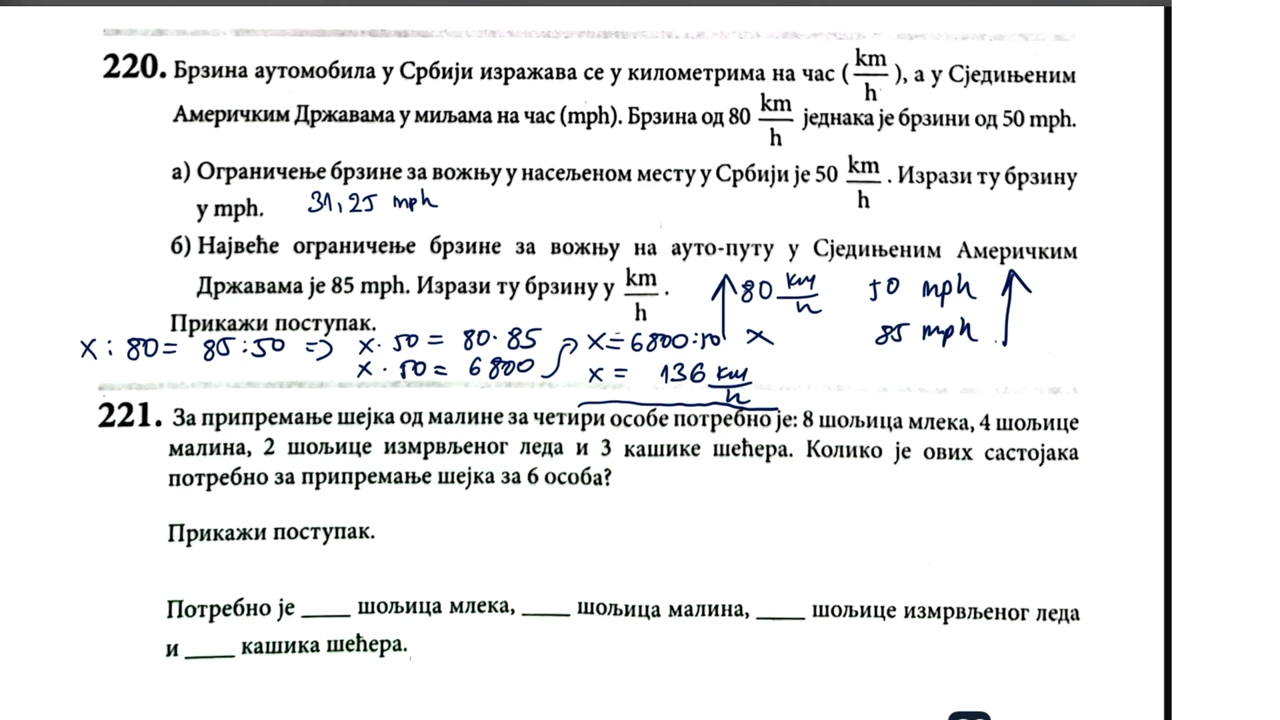 220. Брзина аутомобила у Србији изражава се у километрима на час (km/h), а у Сједињеним
Америчким Државама у миљама на час (mph). Брзина од 80 km/h једнака је брзини од 50 mph.
а) Ограничење брзине за вожњу у насељеном месту у Србији је 50 km/h. Изрази ту брзину
у mph. 31,25 mph
б) Највеће ограничење брзине за вожњу на ауто-путу у Сједињеним Америчким
Државама је 85 mph. Изрази ту брзину у km/h. 80 km/h 50 mph
Прикажи поступак.
x : 80 = 85 : 50 => x · 50 = 80 · 85 x = 6800 : 50 x 85 mph
x · 50 = 6800 x = 136 km/h
221. За припремање шејка од малине за четири особе потребно је: 8 шољица млека, 4 шољице
малина, 2 шољице измрвљеног леда и 3 кашике шећера. Колико је ових састојака
потребно за припремање шејка за 6 особа?
Прикажи поступак.
Потребно је ____ шољица млека, ____ шољица малина, ____ шољице измрвљеног леда
и ____ кашика шећера.